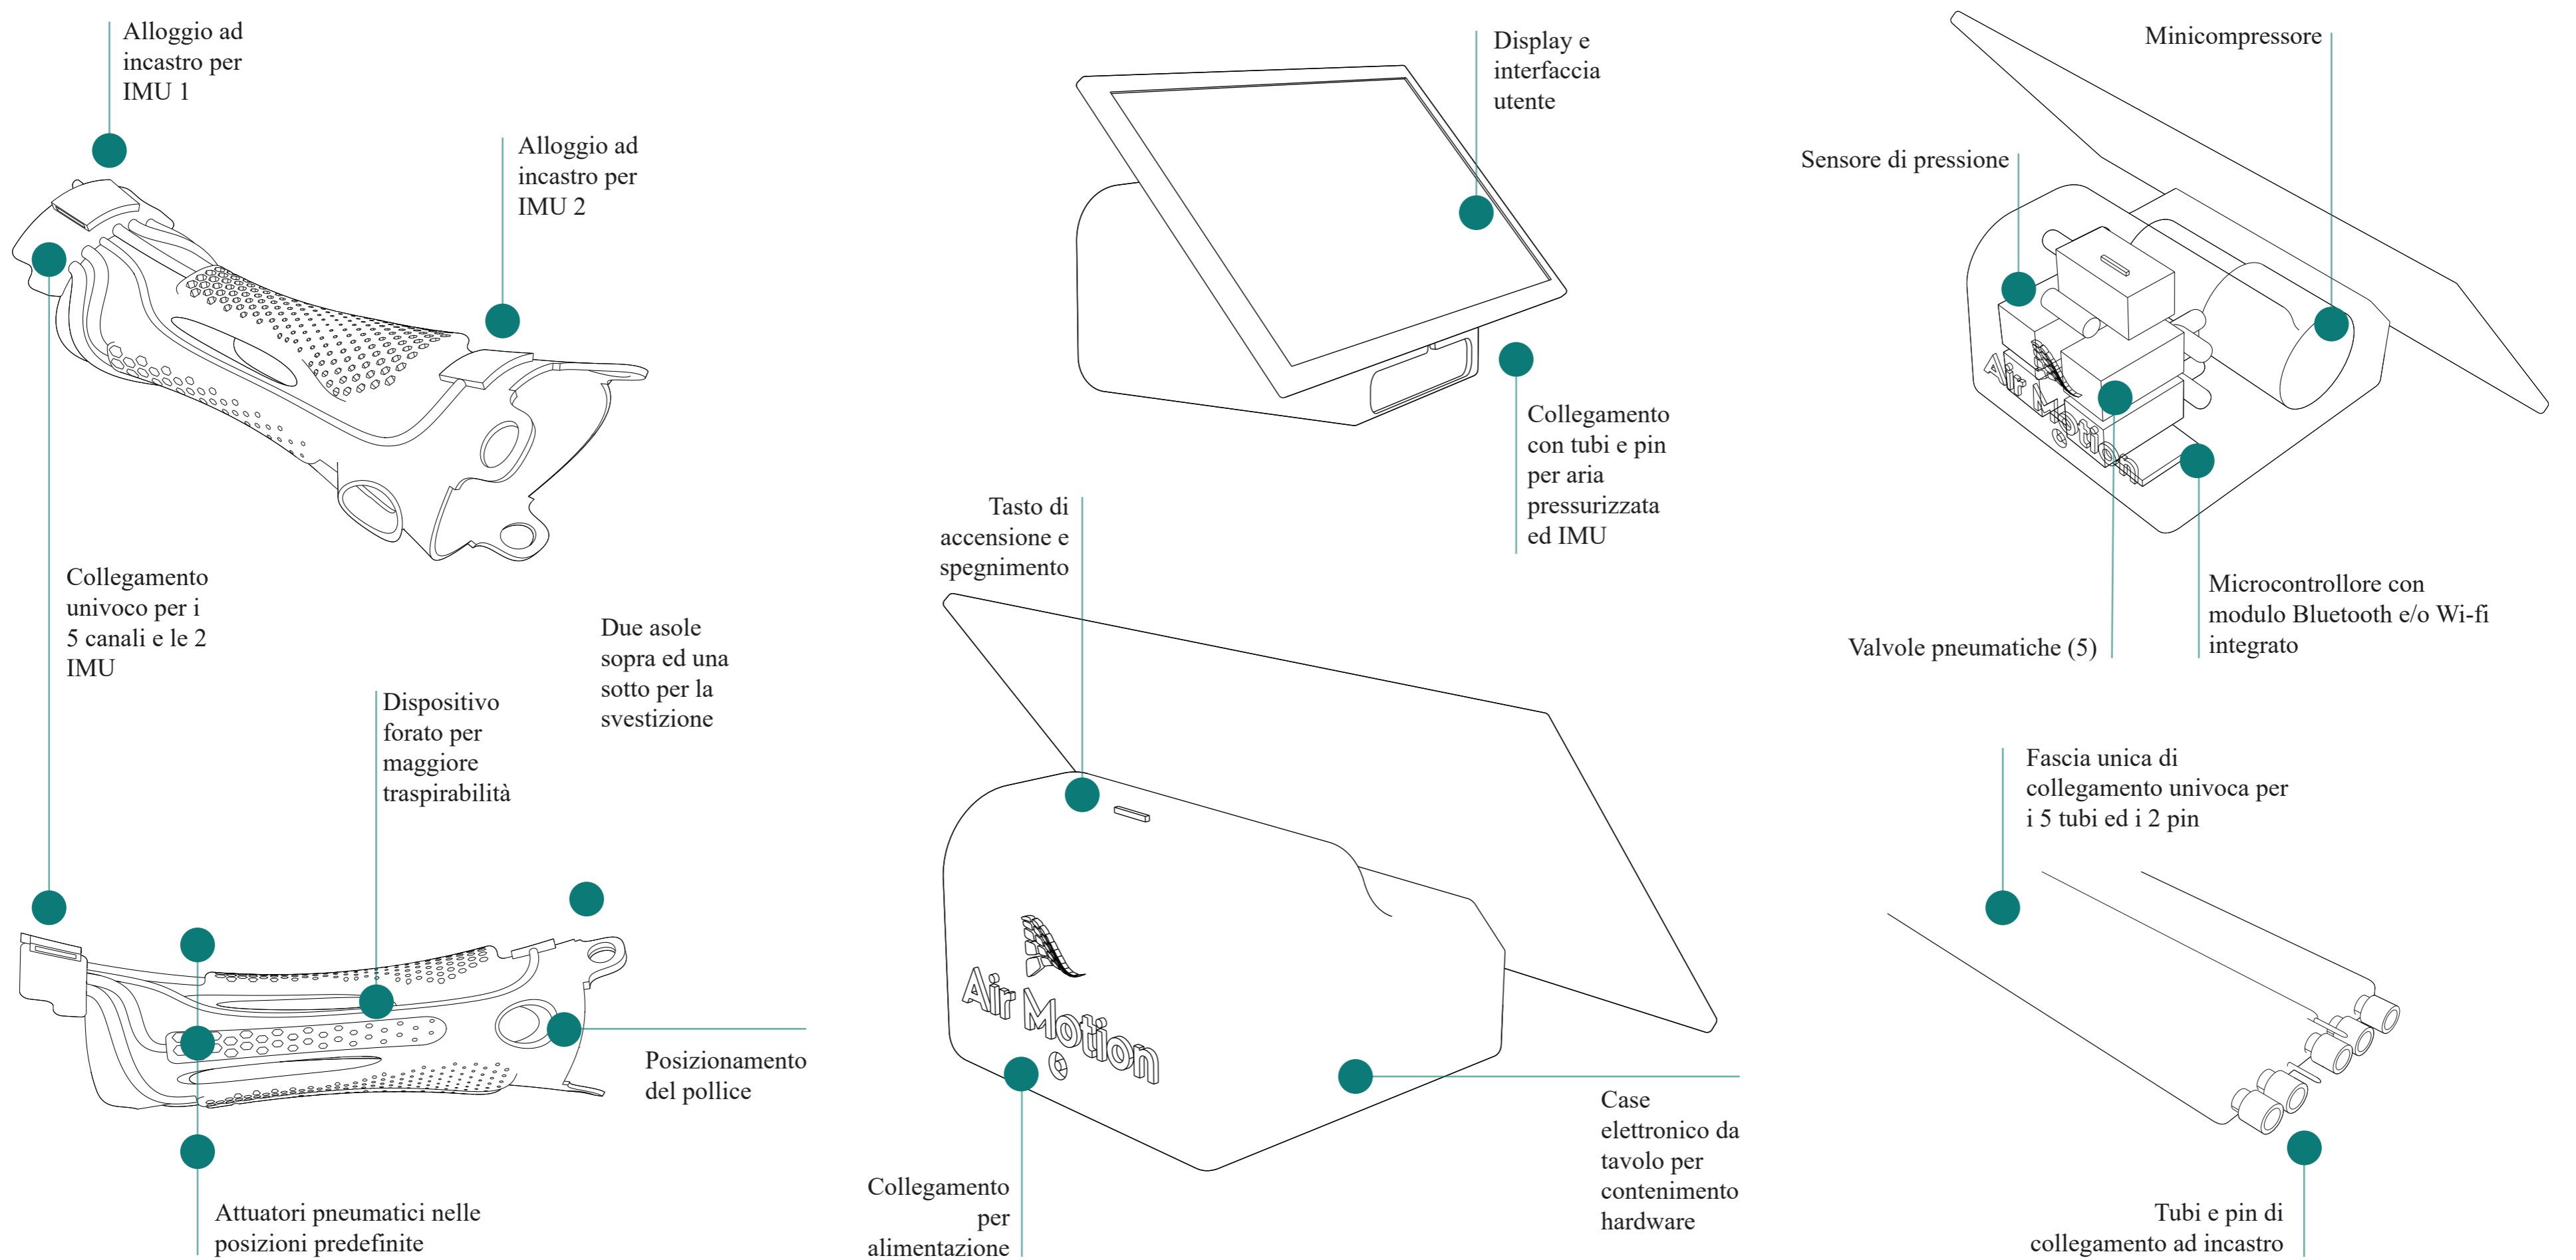 Alloggio ad
incastro per
IMU 1
Alloggio ad
incastro per
IMU 2
Collegamento
univoco per i
5 canali e le 2
IMU
Due asole
sopra ed una
sotto per la
svestizione
Dispositivo
forato per
maggiore
traspirabilità
Posizionamento
del pollice
Attuatori pneumatici nelle
posizioni predefinite
Display e
interfaccia
utente
Collegamento
con tubi e pin
per aria
pressurizzata
ed IMU
Tasto di
accensione e
spegnimento
Air Motion
Collegamento
per
alimentazione
Case
elettronico da
tavolo per
contenimento
hardware
Minicompressore
Sensore di pressione
Air Motion
Valvole pneumatiche (5)
Microcontrollore con
modulo Bluetooth e/o Wi-fi
integrato
Fascia unica di
collegamento univoca per
i 5 tubi ed i 2 pin
Tubi e pin di
collegamento ad incastro